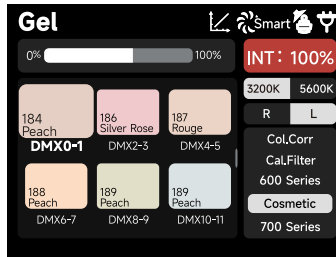 Gel
Smart
0%
100%
INT: 100%
3200K
5600K
R
L
184
Peach
DMX0-1
186
Silver Rose
DMX2-3
187
Rouge
DMX4-5
188
Peach
DMX6-7
189
Peach
DMX8-9
189
Peach
DMX10-11
Col.Corr
Cal.Filter
600 Series
Cosmetic
700 Series